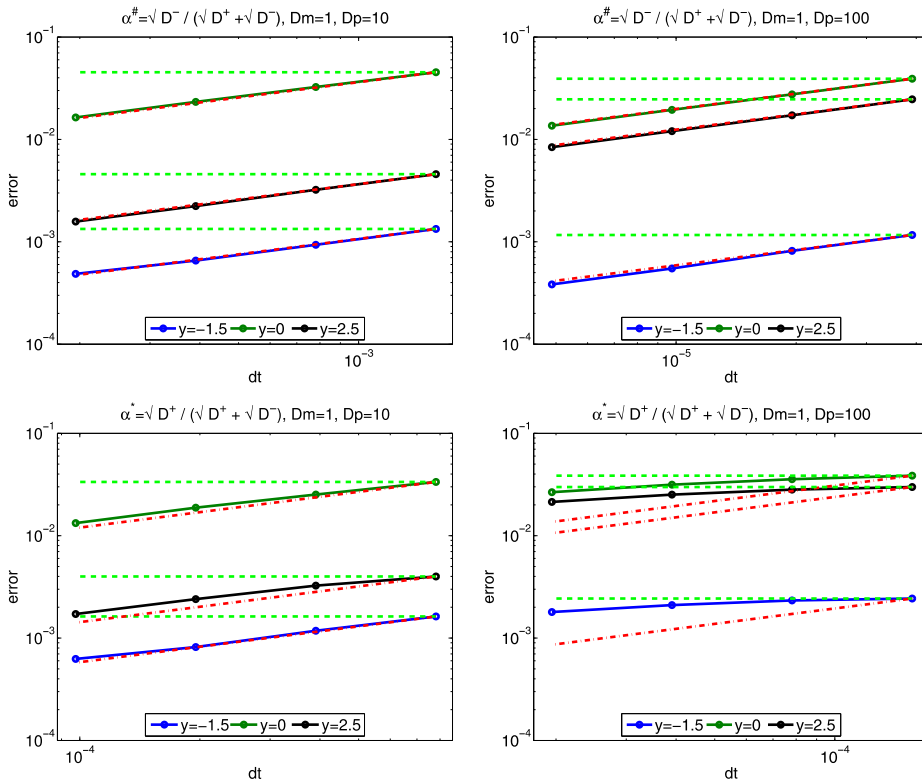 α#=√ D⁻ / (√ D⁺ +√ D⁻), Dm=1, Dp=10
10⁻¹
10⁻²
10⁻³
10⁻⁴
error
y=−1.5 y=0 y=2.5
10⁻³
dt
α#=√ D⁻ / (√ D⁺ +√ D⁻), Dm=1, Dp=100
10⁻¹
10⁻²
10⁻³
10⁻⁴
error
y=−1.5 y=0 y=2.5
10⁻⁵
dt
α*=√ D⁺ / (√ D⁺ + √ D⁻), Dm=1, Dp=10
10⁻¹
10⁻²
10⁻³
10⁻⁴
error
y=−1.5 y=0 y=2.5
10⁻⁴
dt
α*=√ D⁺ / (√ D⁺ + √ D⁻), Dm=1, Dp=100
10⁻¹
10⁻²
10⁻³
10⁻⁴
error
y=−1.5 y=0 y=2.5
10⁻⁴
dt